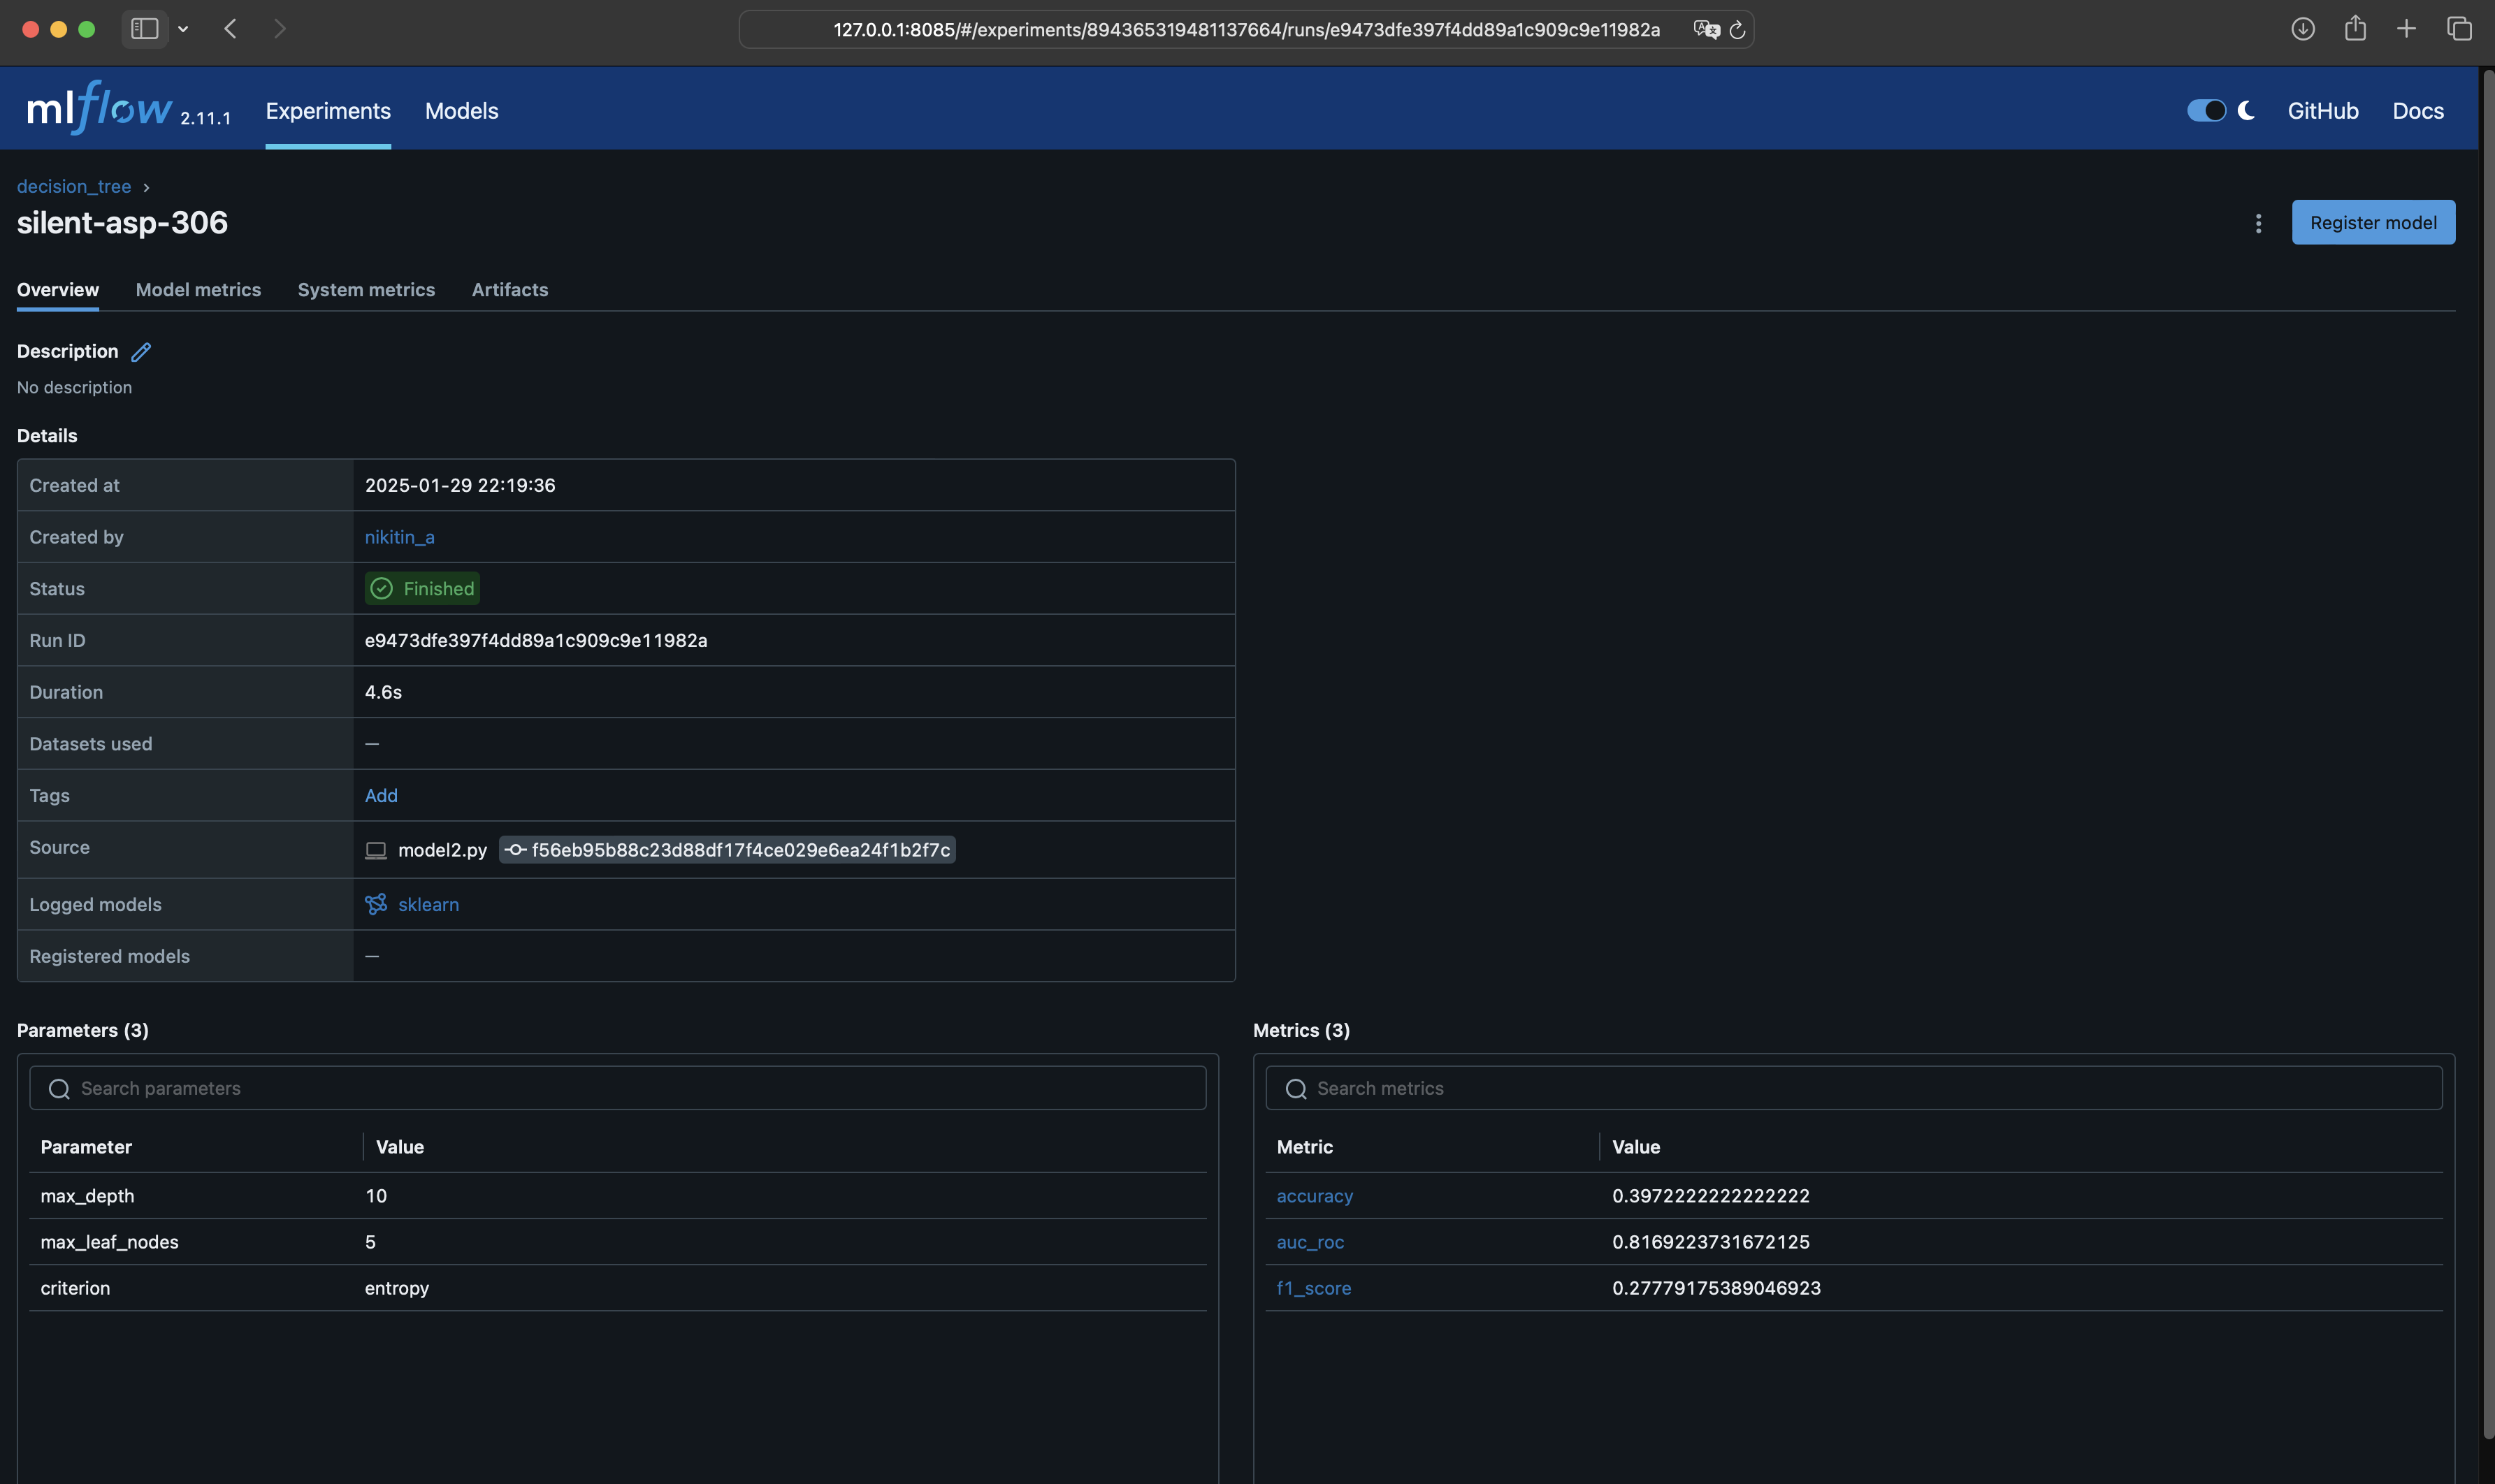 127.0.0.1:8085/#/experiments/894365319481137664/runs/e9473dfe397f4dd89a1c909c9e11982a
mlflow 2.11.1 Experiments Models GitHub Docs
decision_tree ›
silent-asp-306
Register model
Overview Model metrics System metrics Artifacts
Description
No description
Details
Created at 2025-01-29 22:19:36
Created by nikitin_a
Status Finished
Run ID e9473dfe397f4dd89a1c909c9e11982a
Duration 4.6s
Datasets used —
Tags Add
Source model2.py f56eb95b88c23d88df17f4ce029e6ea24f1b2f7c
Logged models sklearn
Registered models —
Parameters (3)
Search parameters
Parameter Value
max_depth 10
max_leaf_nodes 5
criterion entropy
Metrics (3)
Search metrics
Metric Value
accuracy 0.3972222222222222
auc_roc 0.8169223731672125
f1_score 0.27779175389046923